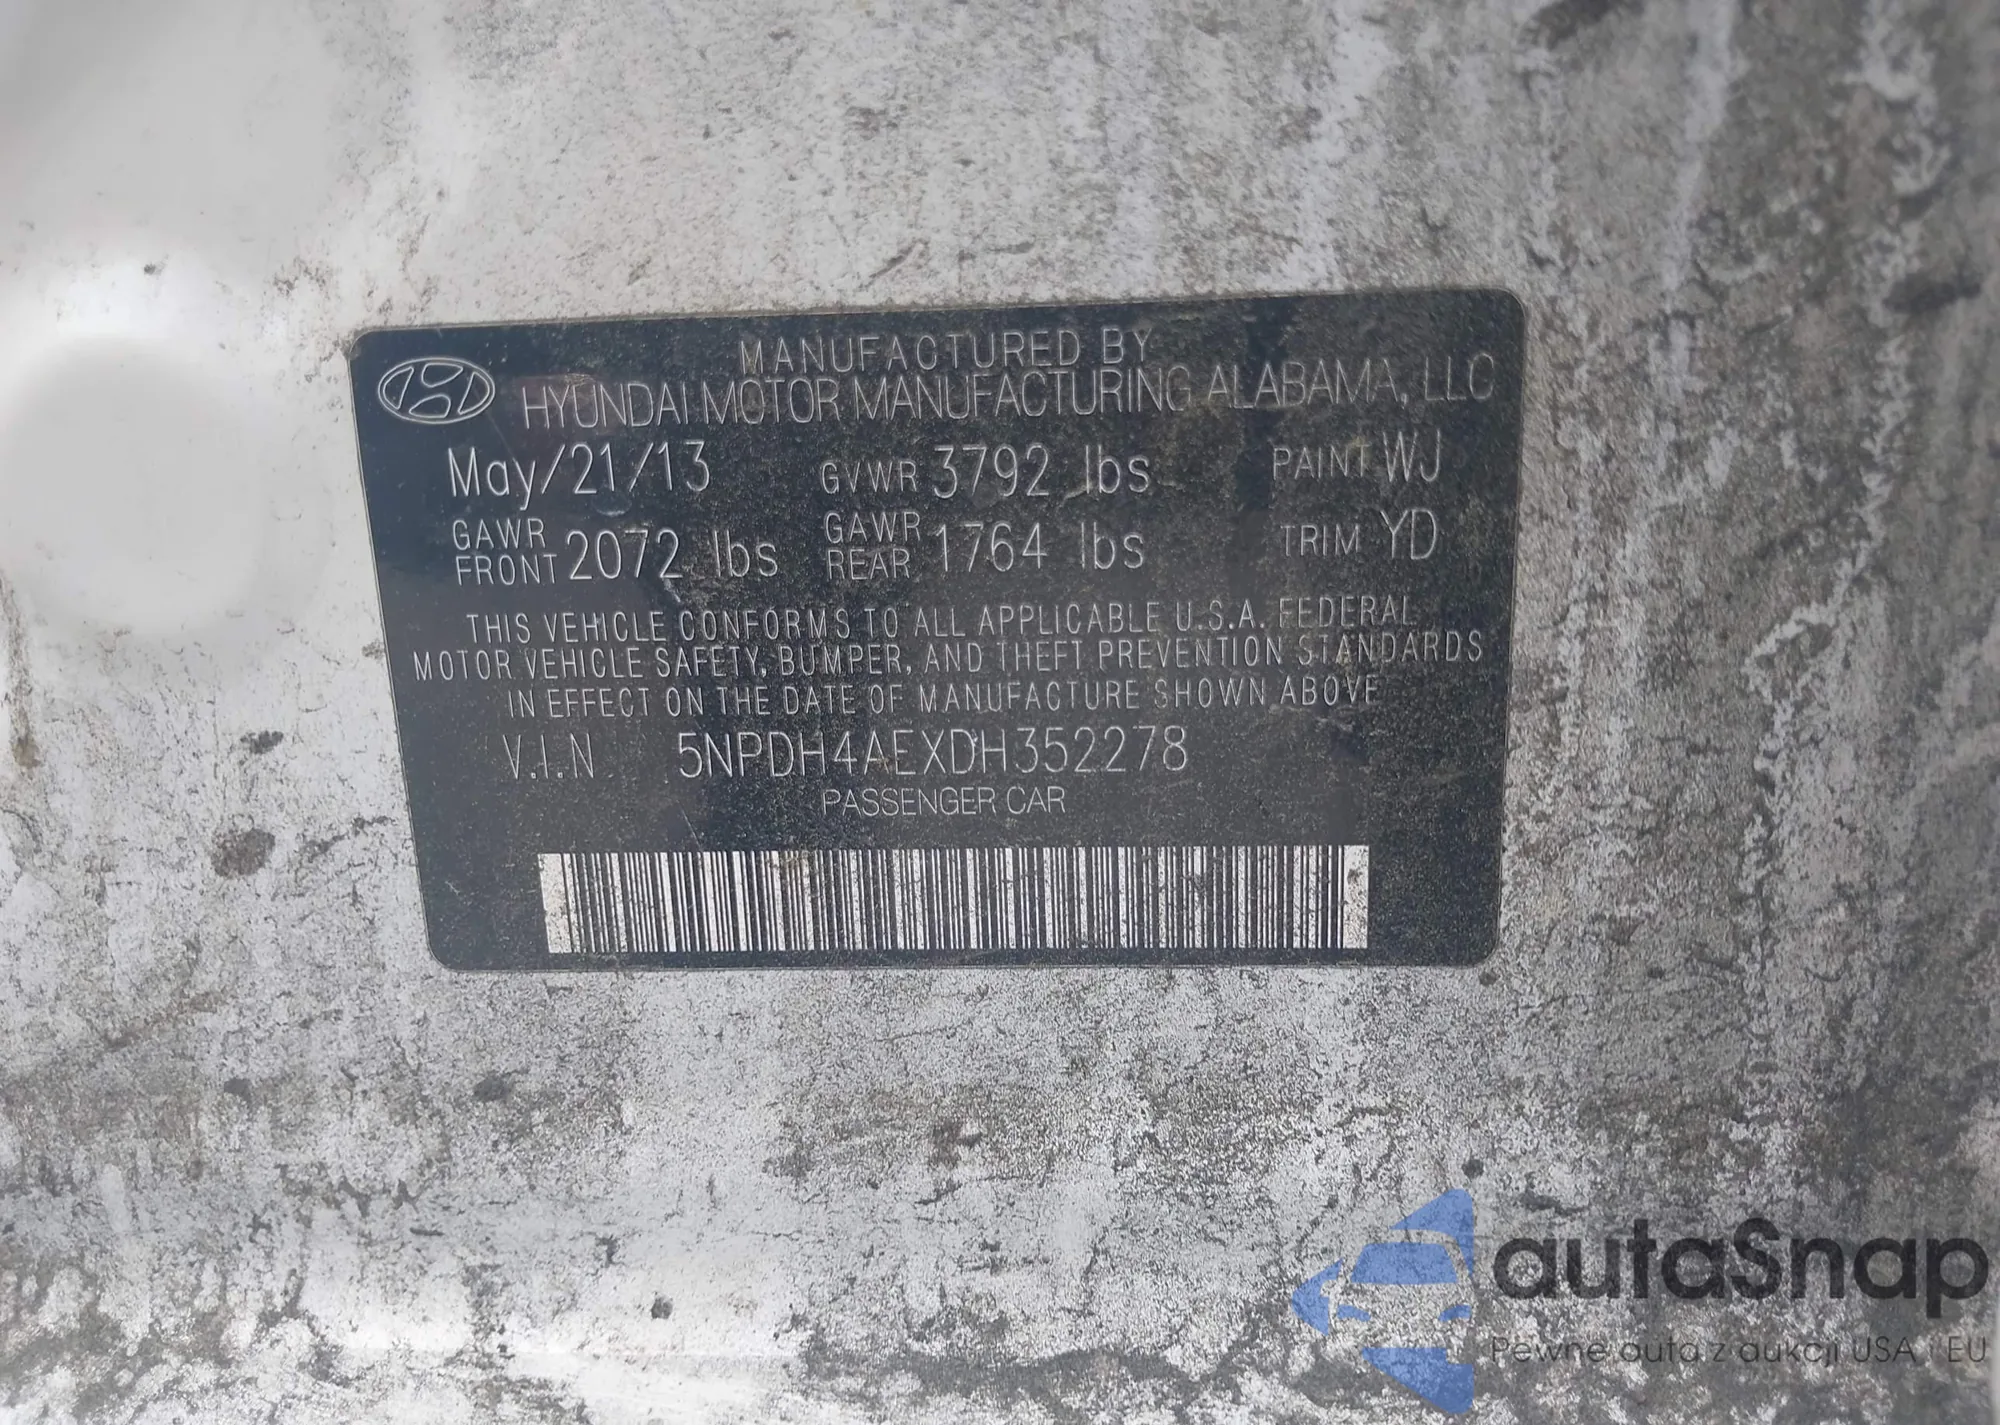 MANUFACTURED BY
HYUNDAI MOTOR MANUFACTURING ALABAMA, LLC
May/21/13 GVWR 3792 lbs PAINT WJ
GAWR FRONT 2072 lbs GAWR REAR 1764 lbs TRIM YD
THIS VEHICLE CONFORMS TO ALL APPLICABLE U.S.A. FEDERAL
MOTOR VEHICLE SAFETY, BUMPER, AND THEFT PREVENTION STANDARDS
IN EFFECT ON THE DATE OF MANUFACTURE SHOWN ABOVE
V.I.N 5NPDH4AEXDH352278
PASSENGER CAR
autaSnap
Pewne auta z aukcji USA i EU